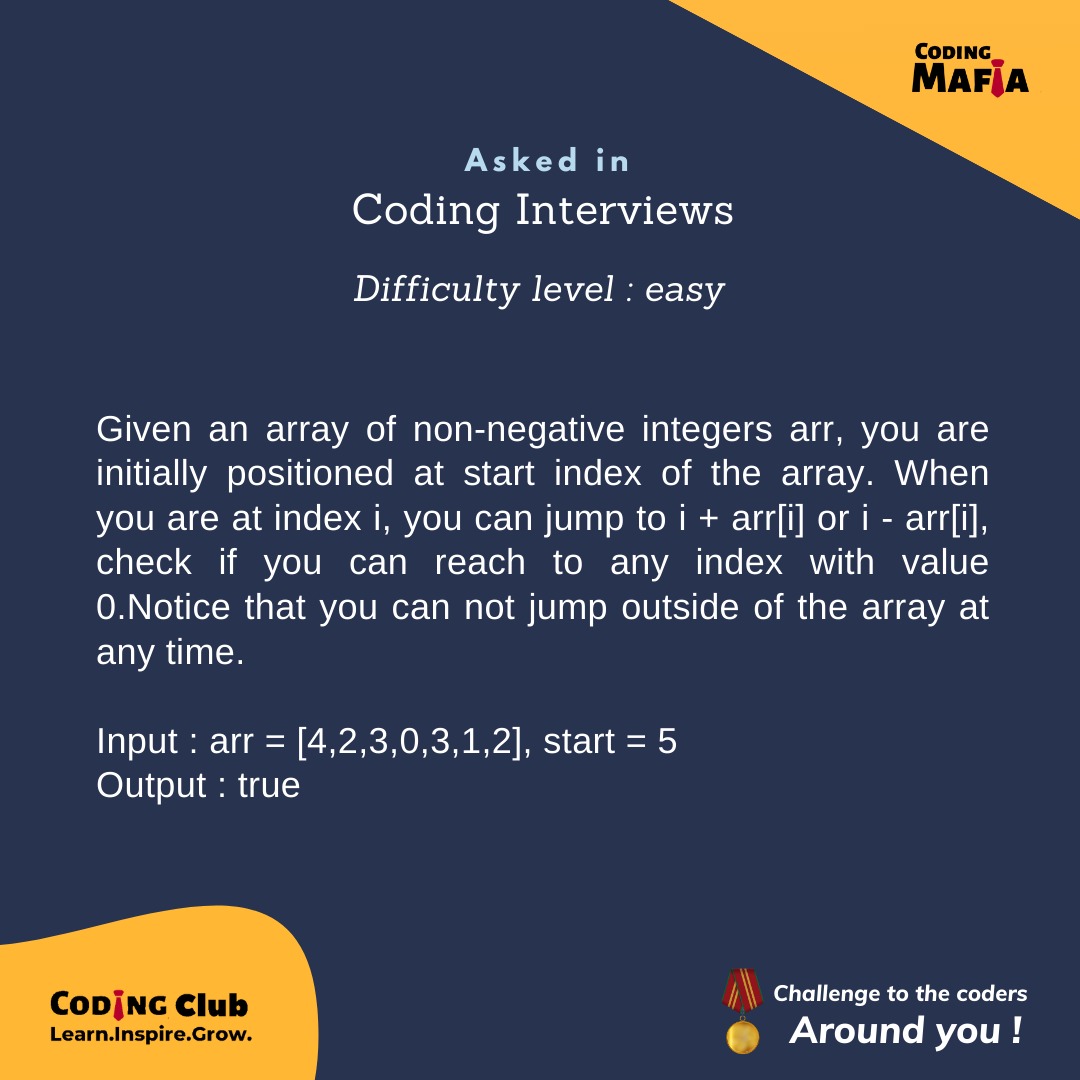 CODING
MAFIA
Asked in
Coding Interviews
Difficulty level : easy
Given an array of non-negative integers arr, you are
initially positioned at start index of the array. When
you are at index i, you can jump to i + arr[i] or i - arr[i],
check if you can reach to any index with value
0.Notice that you can not jump outside of the array at
any time.
Input : arr = [4,2,3,0,3,1,2], start = 5
Output : true
CODING Club
Learn.Inspire.Grow.
Challenge to the coders
Around you !